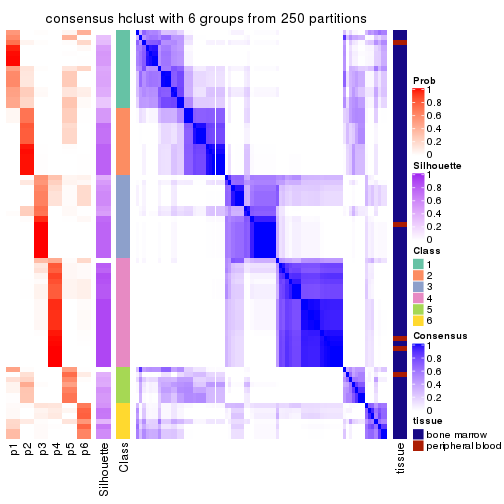 consensus hclust with 6 groups from 250 partitions
p1
p2
p3
p4
p5
p6
Silhouette
Class
tissue
Prob
1
0.8
0.6
0.4
0.2
0
Silhouette
1
0.8
0.6
0.4
0.2
0
Class
1
2
3
4
5
6
Consensus
1
0.8
0.6
0.4
0.2
0
tissue
bone marrow
peripheral blood